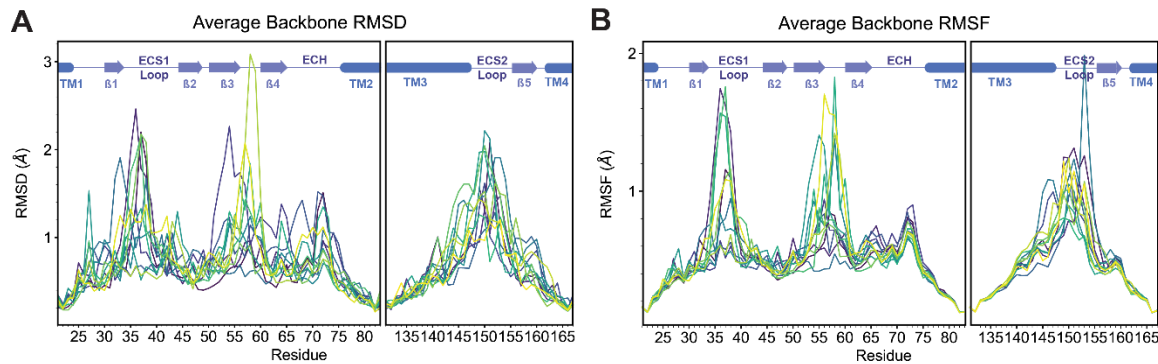 A
Average Backbone RMSD
RMSD (Å)
3
2
1
ECS1
Loop
ECH
TM1
ß1
ß2
ß3
ß4
TM2
TM3
ECS2
Loop
ß5
TM4
25 30 35 40 45 50 55 60 65 70 75 80
135 140 145 150 155 160 165
Residue
B
Average Backbone RMSF
RMSF (Å)
2
1
ECS1
Loop
ECH
TM1
ß1
ß2
ß3
ß4
TM2
TM3
ECS2
Loop
ß5
TM4
25 30 35 40 45 50 55 60 65 70 75 80
135 140 145 150 155 160 165
Residue